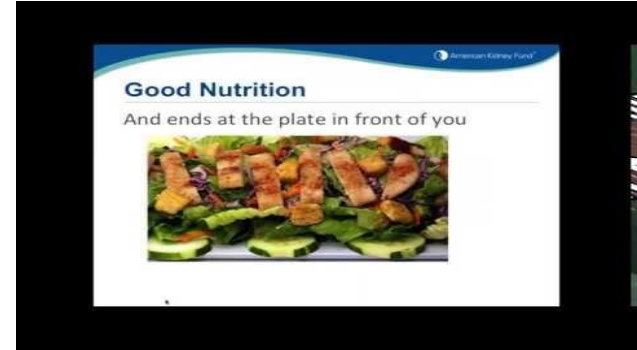 American Kidney Fund
Good Nutrition
And ends at the plate in front of you